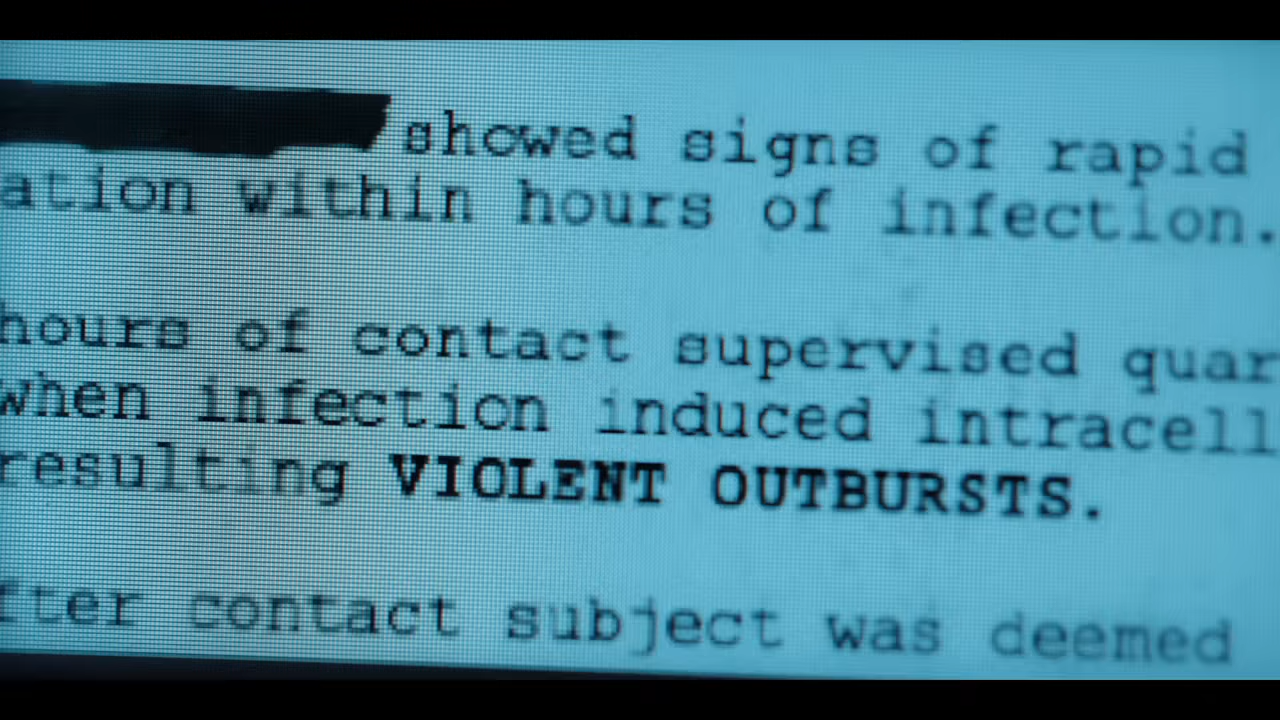 showed signs of rapid
ation within hours of infection.
hours of contact supervised quar
when infection induced intracell
resulting VIOLENT OUTBURSTS.
fter contact subject was deemed